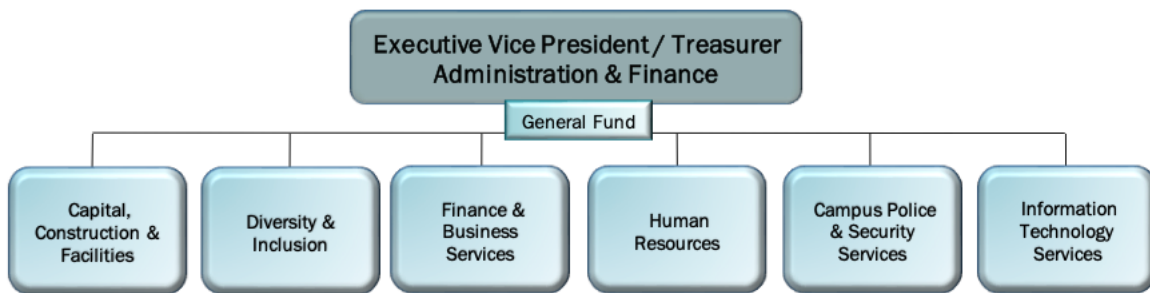 Executive Vice President / Treasurer
Administration & Finance
General Fund
Capital,
Construction &
Facilities
Diversity &
Inclusion
Finance &
Business
Services
Human
Resources
Campus Police
& Security
Services
Information
Technology
Services